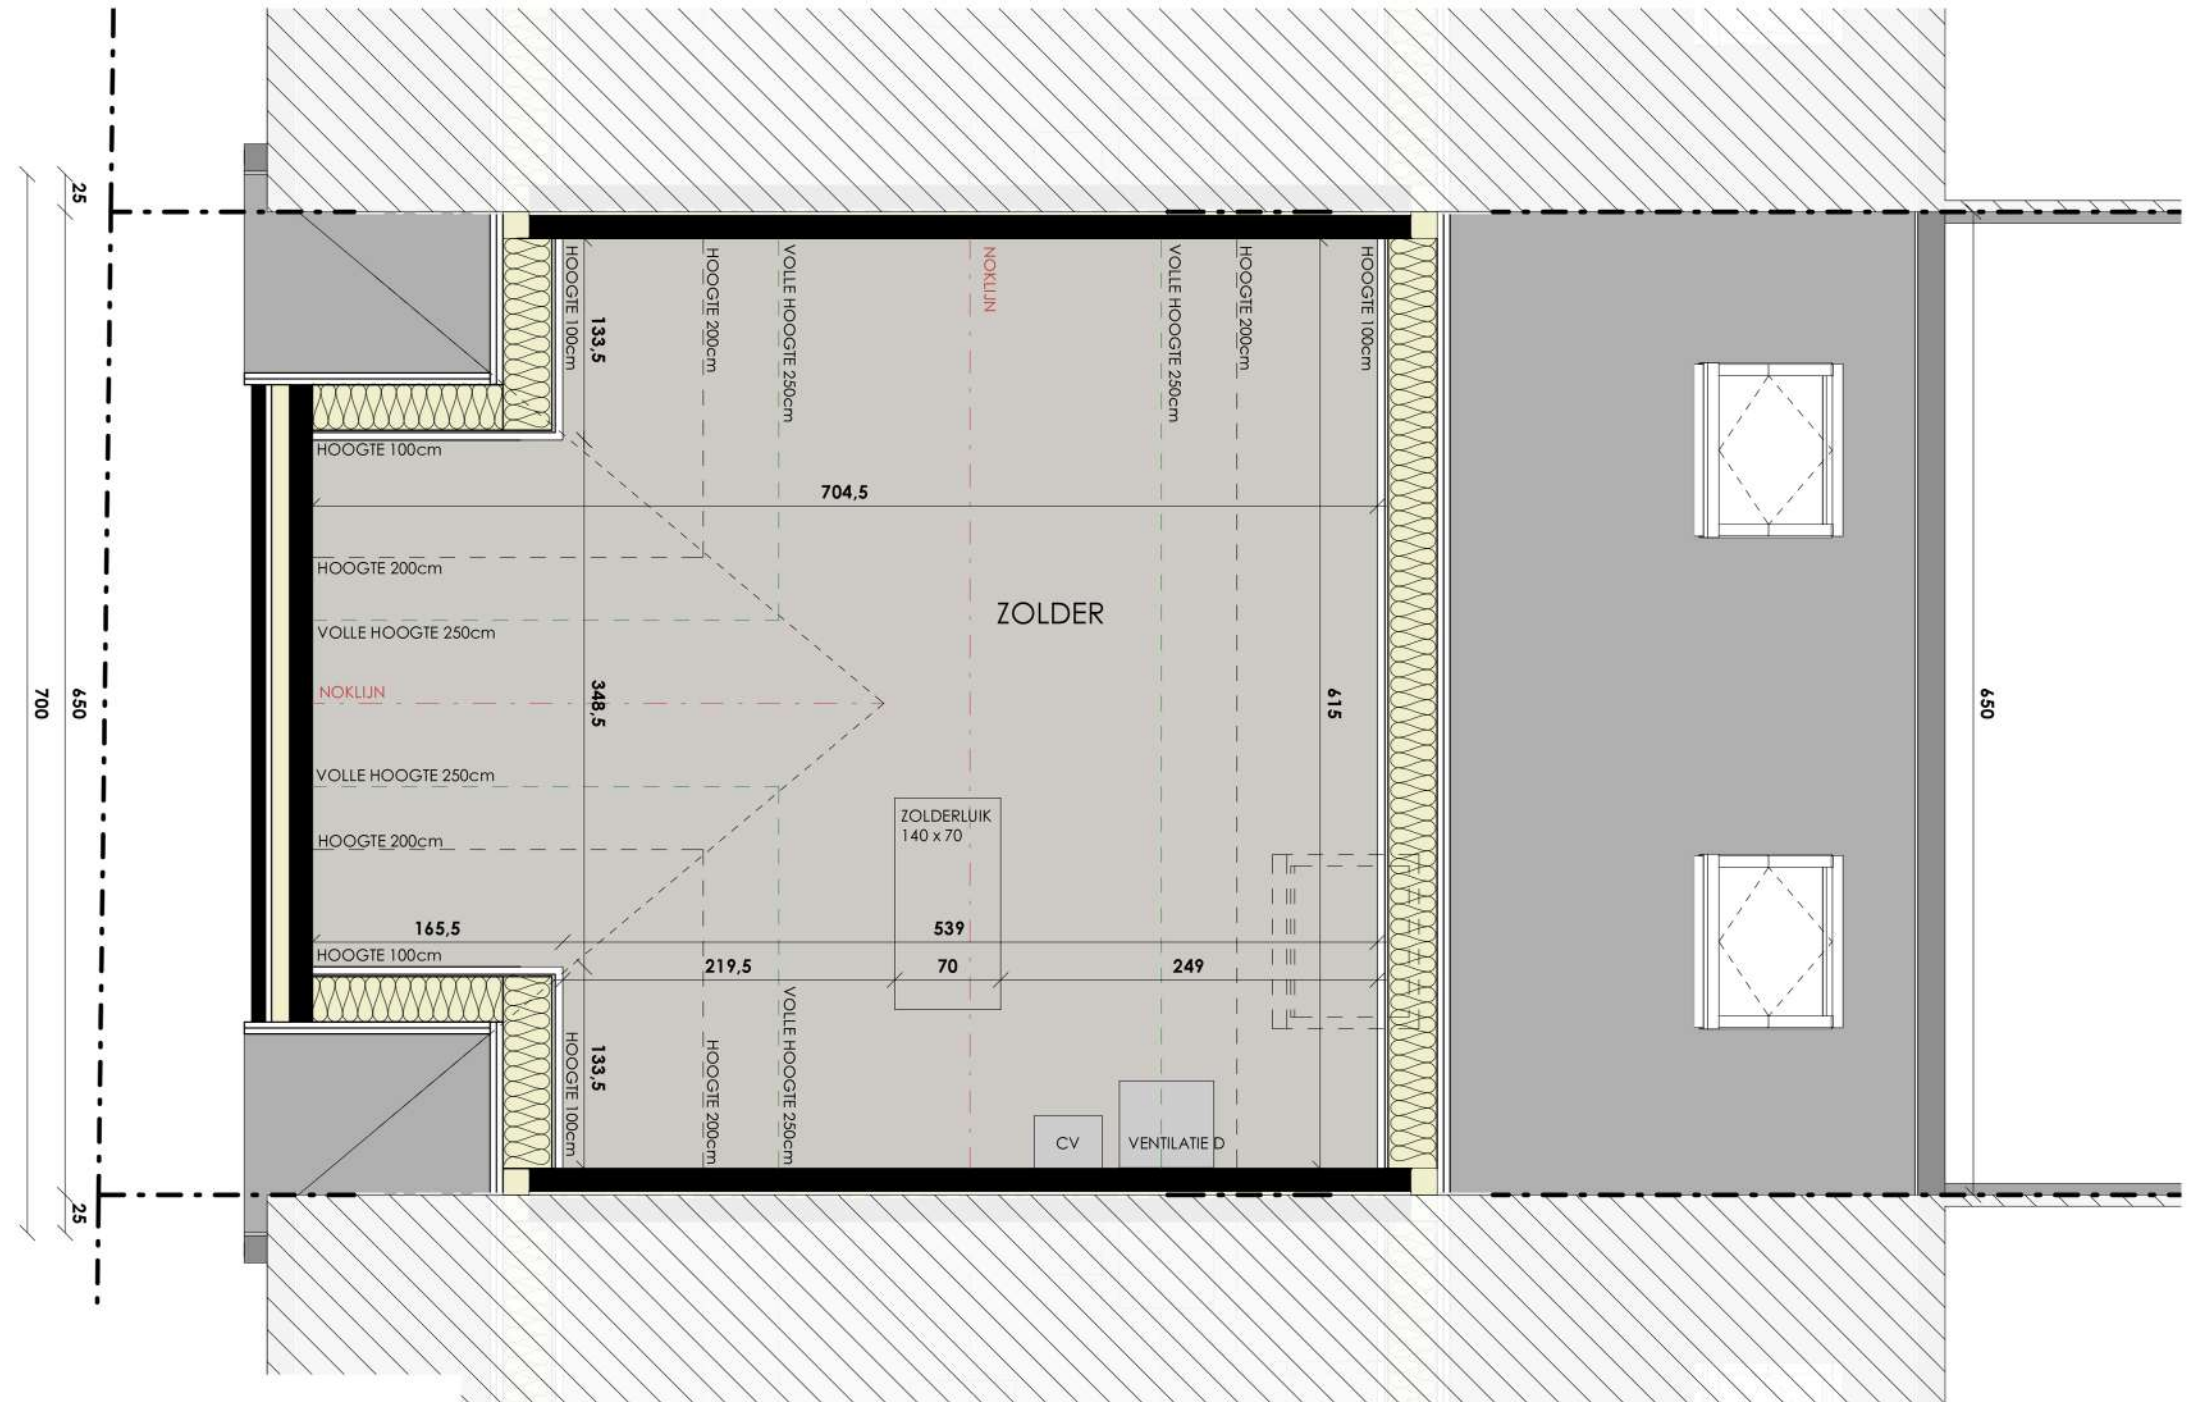 25
HOOGTE 100cm
133,5
HOOGTE 200cm
VOLLE HOOGTE 250cm
NOKLIJN
VOLLE HOOGTE 250cm
HOOGTE 200cm
HOOGTE 100cm
HOOGTE 100cm
704,5
HOOGTE 200cm
ZOLDER
VOLLE HOOGTE 250cm
NOKLIJN
700
650
348,5
615
650
VOLLE HOOGTE 250cm
ZOLDERLUIK
140 x 70
HOOGTE 200cm
165,5
539
HOOGTE 100cm
219,5
70
249
HOOGTE 100cm
133,5
HOOGTE 200cm
VOLLE HOOGTE 250cm
CV
VENTILATIE D
25